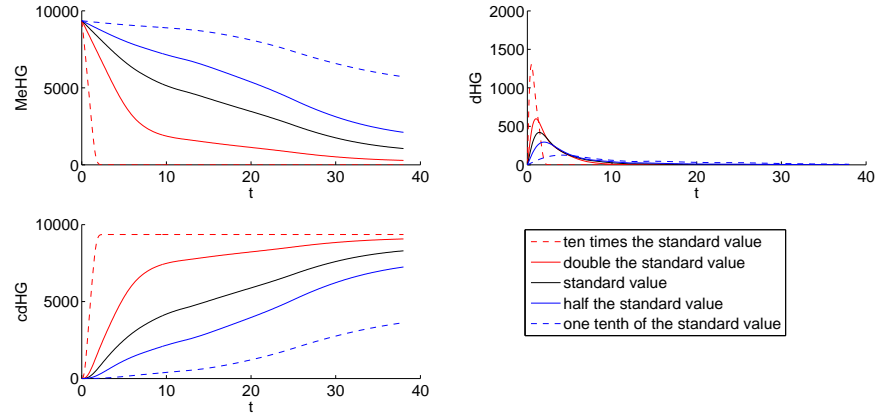 10000
5000
0
MeHG
0 10 20 30 40
t
2000
1500
1000
500
0
dHG
0 20 40
t
10000
5000
0
cdHG
0 10 20 30 40
t
ten times the standard value
double the standard value
standard value
half the standard value
one tenth of the standard value